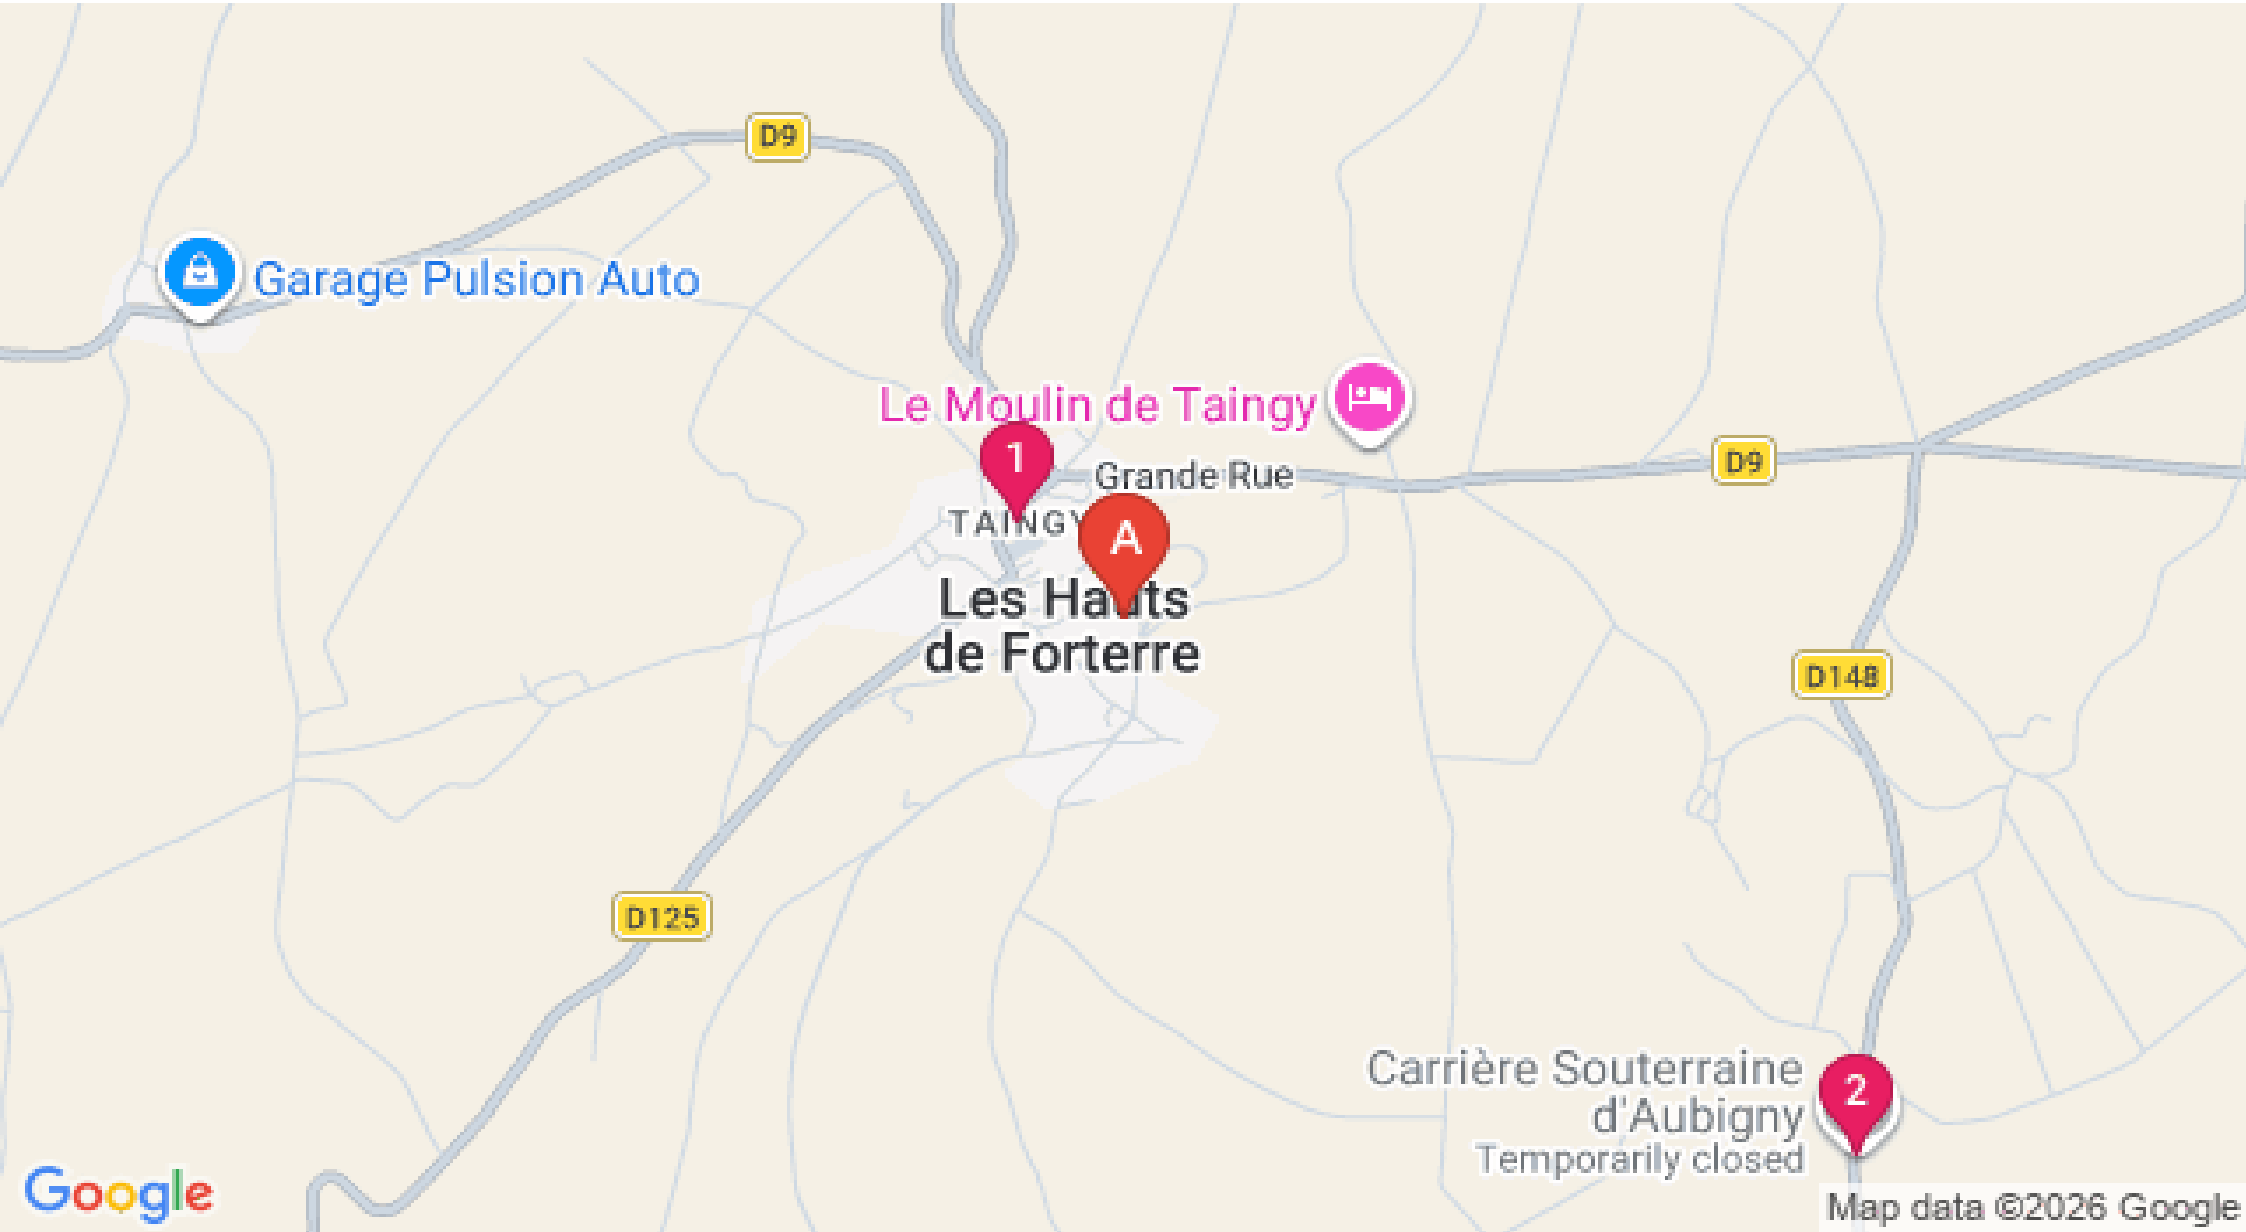 D9
Garage Pulsion Auto
Le Moulin de Taingy
1
Grande Rue
D9
TAINGY
A
Les Hauts
de Forterre
D148
D125
Carrière Souterraine
d'Aubigny
Temporarily closed
2
Google
Map data ©2026 Google